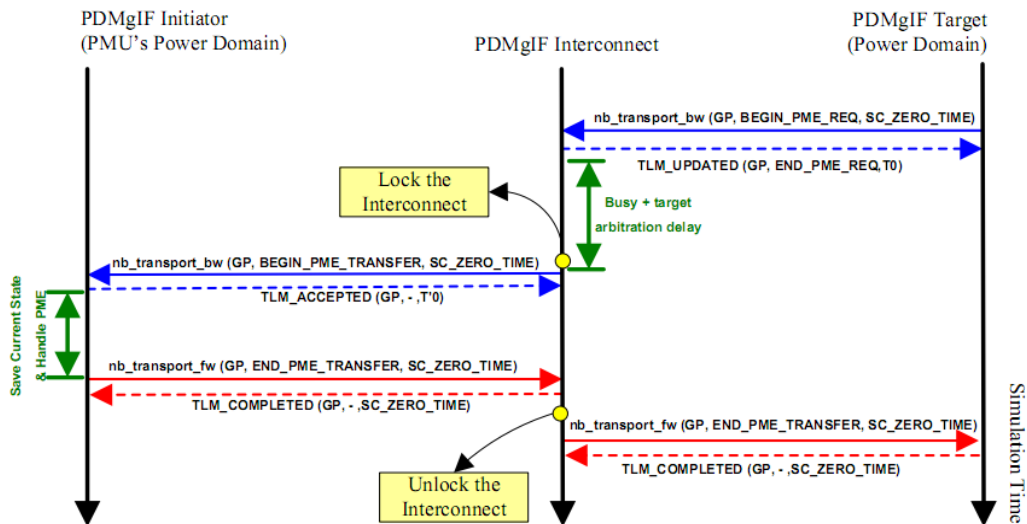 PDMgIF Initiator
(PMU's Power Domain)
PDMgIF Interconnect
PDMgIF Target
(Power Domain)
nb_transport_bw (GP, BEGIN_PME_REQ, SC_ZERO_TIME)
TLM_UPDATED (GP, END_PME_REQ,T0)
Lock the
Interconnect
Busy + target
arbitration delay
nb_transport_bw (GP, BEGIN_PME_TRANSFER, SC_ZERO_TIME)
TLM_ACCEPTED (GP, - ,T'0)
Save Current State
& Handle PME
nb_transport_fw (GP, END_PME_TRANSFER, SC_ZERO_TIME)
TLM_COMPLETED (GP, - ,SC_ZERO_TIME)
nb_transport_fw (GP, END_PME_TRANSFER, SC_ZERO_TIME)
TLM_COMPLETED (GP, - ,SC_ZERO_TIME)
Unlock the
Interconnect
Simulation Time